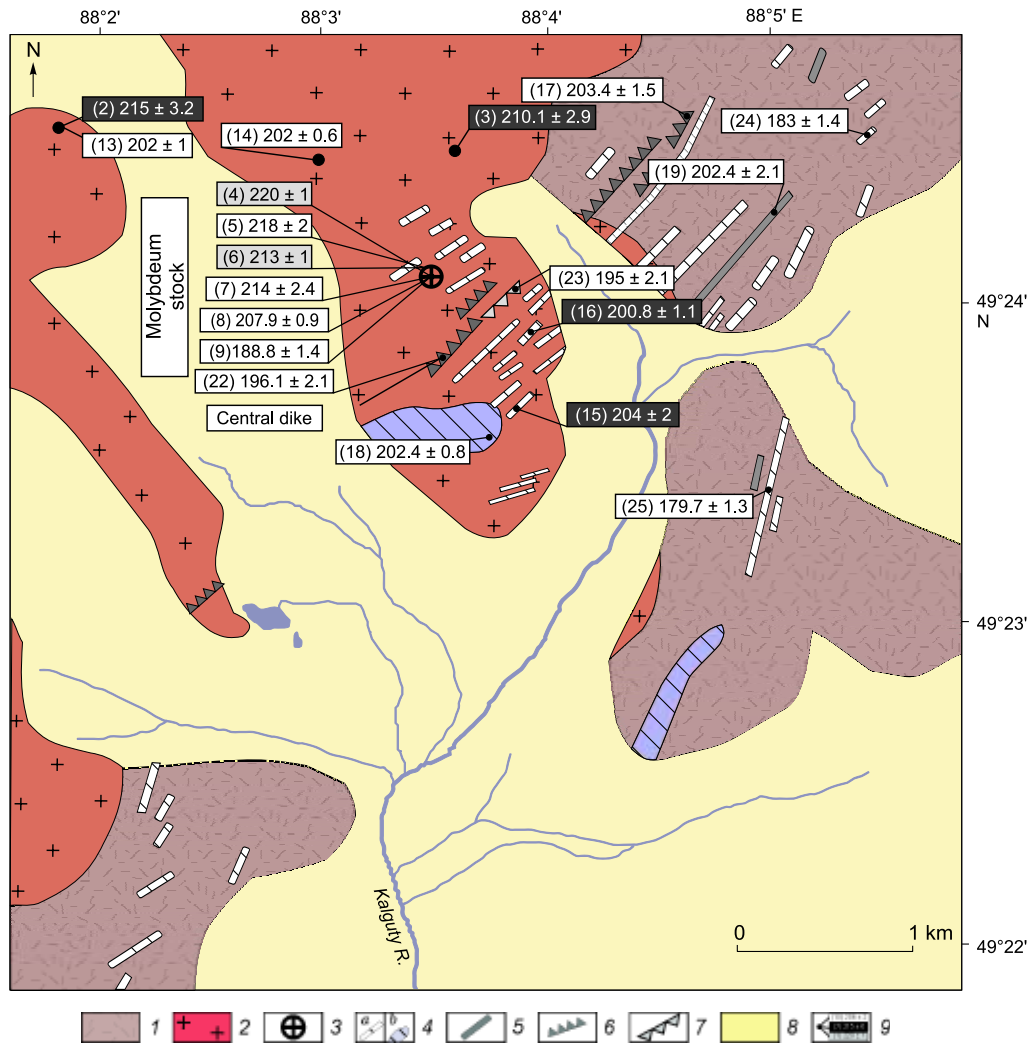 88°2'
88°3'
88°4'
88°5' E
N
(2) 215 ± 3.2
(13) 202 ± 1
(14) 202 ± 0.6
(3) 210.1 ± 2.9
(17) 203.4 ± 1.5
(24) 183 ± 1.4
(19) 202.4 ± 2.1
Molybdeum
stock
(4) 220 ± 1
(5) 218 ± 2
(6) 213 ± 1
(7) 214 ± 2.4
(8) 207.9 ± 0.9
(9)188.8 ± 1.4
(22) 196.1 ± 2.1
Central dike
(23) 195 ± 2.1
(16) 200.8 ± 1.1
(15) 204 ± 2
(18) 202.4 ± 0.8
(25) 179.7 ± 1.3
49°24'
N
49°23'
49°22'
Kalguty R.
0 1 km
1 2 3 a b 4 5 6 7 8 9